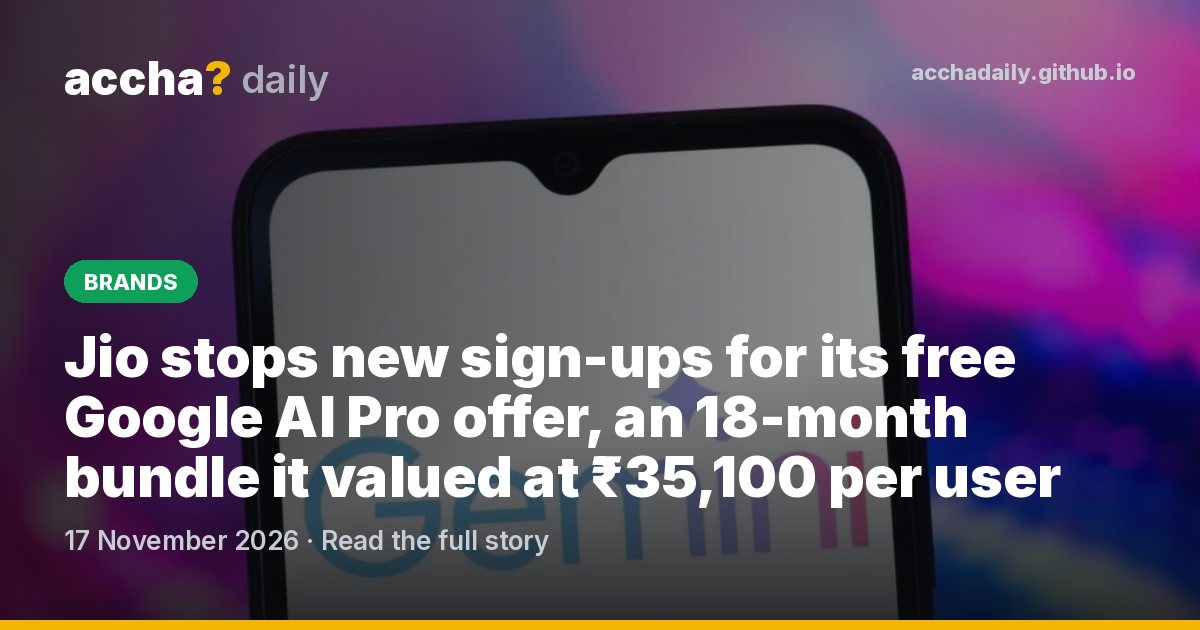 accha? daily
acchadaily.github.io
BRANDS
Jio stops new sign-ups for its free
Google AI Pro offer, an 18-month
bundle it valued at ₹35,100 per user
17 November 2026 · Read the full story
Gemini